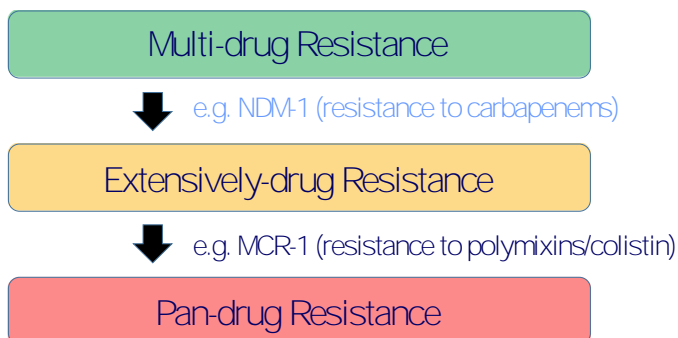 Multi-drug Resistance
e.g. NDM-1 (resistance to carbapenems)
Extensively-drug Resistance
e.g. MCR-1 (resistance to polymixins/colistin)
Pan-drug Resistance